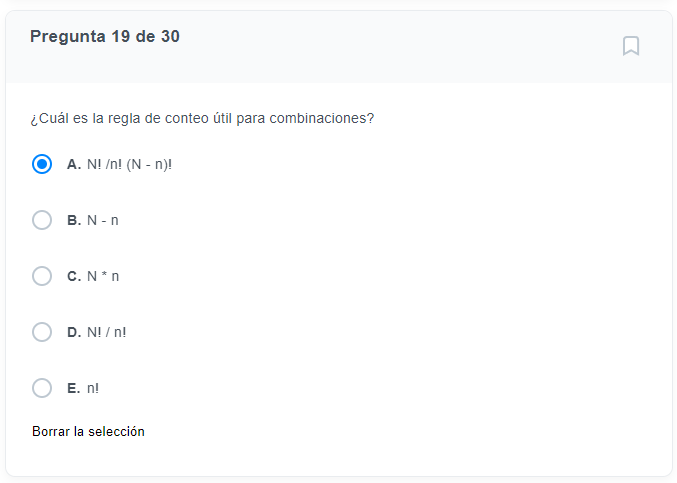 Pregunta 19 de 30
¿Cuál es la regla de conteo útil para combinaciones?
A. N! /n! (N - n)!
B. N - n
C. N * n
D. N! / n!
E. n!
Borrar la selección